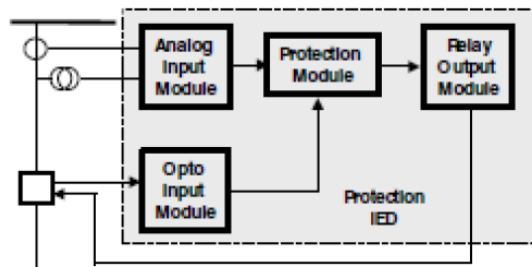 Analog
Input
Module
Protection
Module
Relay
Output
Module
Opto
Input
Module
Protection
IED